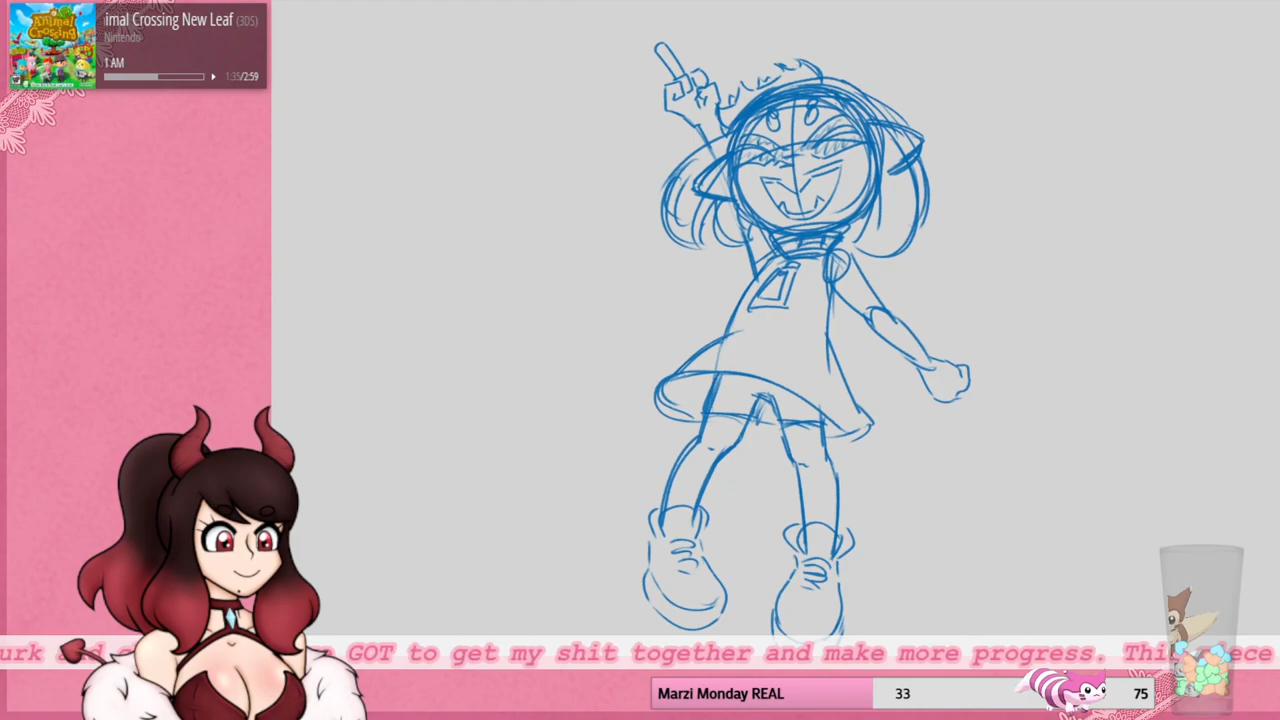 Animal Crossing
imal Crossing New Leaf (3DS)
Nintendo
1 AM
1:35/2:59
GOT to get my shit together and make more progress. This
Marzi Monday REAL 33 75